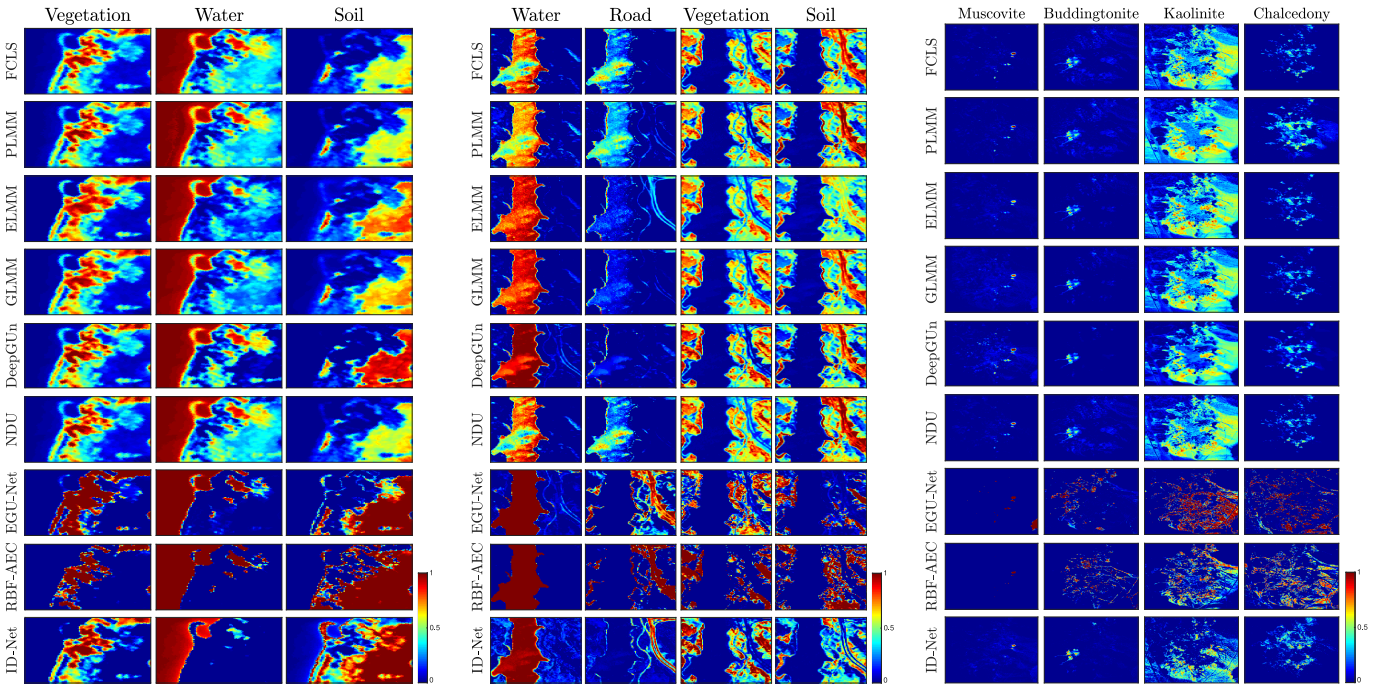 Vegetation Water Soil
FCLS
PLMM
ELMM
GLMM
DeepGUn
NDU
EGU-Net
RBF-AEC
ID-Net
1
0.5
0
Water Road Vegetation Soil
FCLS
PLMM
ELMM
GLMM
DeepGUn
NDU
EGU-Net
RBF-AEC
ID-Net
1
0.5
0
Muscovite Buddingtonite Kaolinite Chalcedony
FCLS
PLMM
ELMM
GLMM
DeepGUn
NDU
EGU-Net
RBF-AEC
ID-Net
1
0.5
0